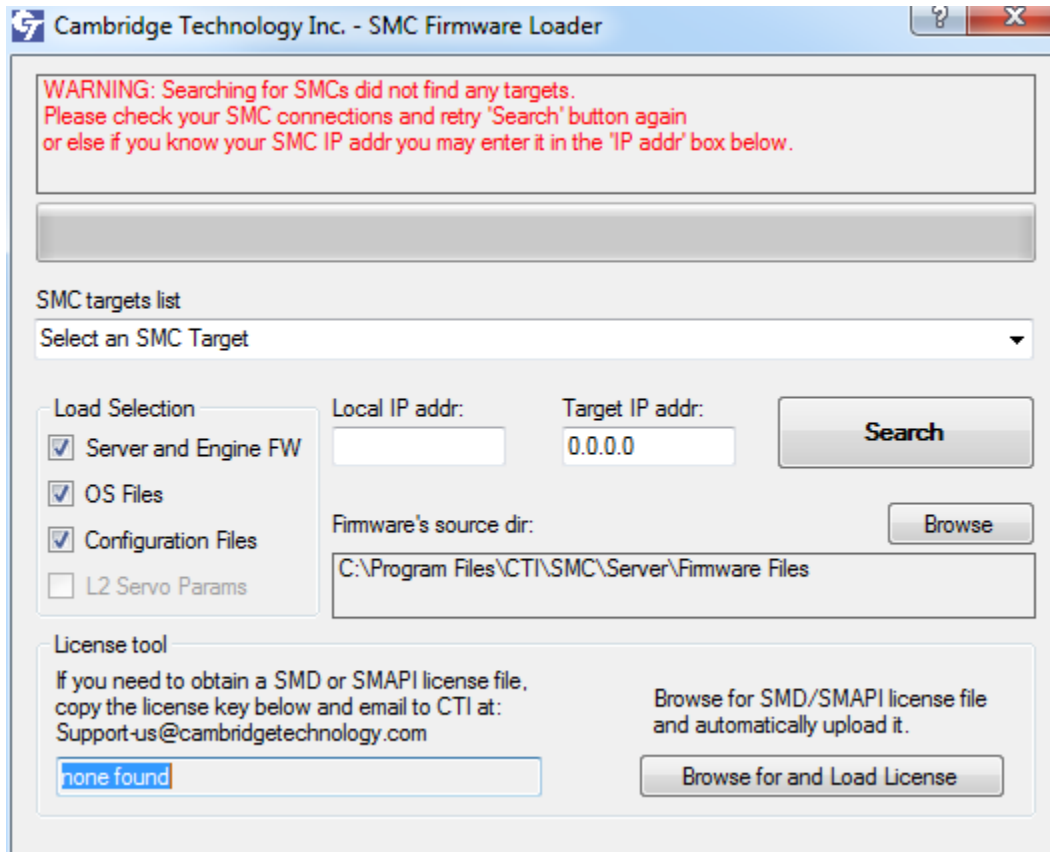 Cambridge Technology Inc. - SMC Firmware Loader
WARNING: Searching for SMCs did not find any targets.
Please check your SMC connections and retry 'Search' button again
or else if you know your SMC IP addr you may enter it in the 'IP addr' box below.
SMC targets list
Select an SMC Target
Load Selection
Server and Engine FW
OS Files
Configuration Files
L2 Servo Params
Local IP addr:
Target IP addr:
0.0.0.0
Search
Firmware's source dir:
Browse
C:\Program Files\CTI\SMC\Server\Firmware Files
License tool
If you need to obtain a SMD or SMAPI license file,
copy the license key below and email to CTI at:
Support-us@cambridgetechnology.com
none found
Browse for SMD/SMAPI license file
and automatically upload it.
Browse for and Load License